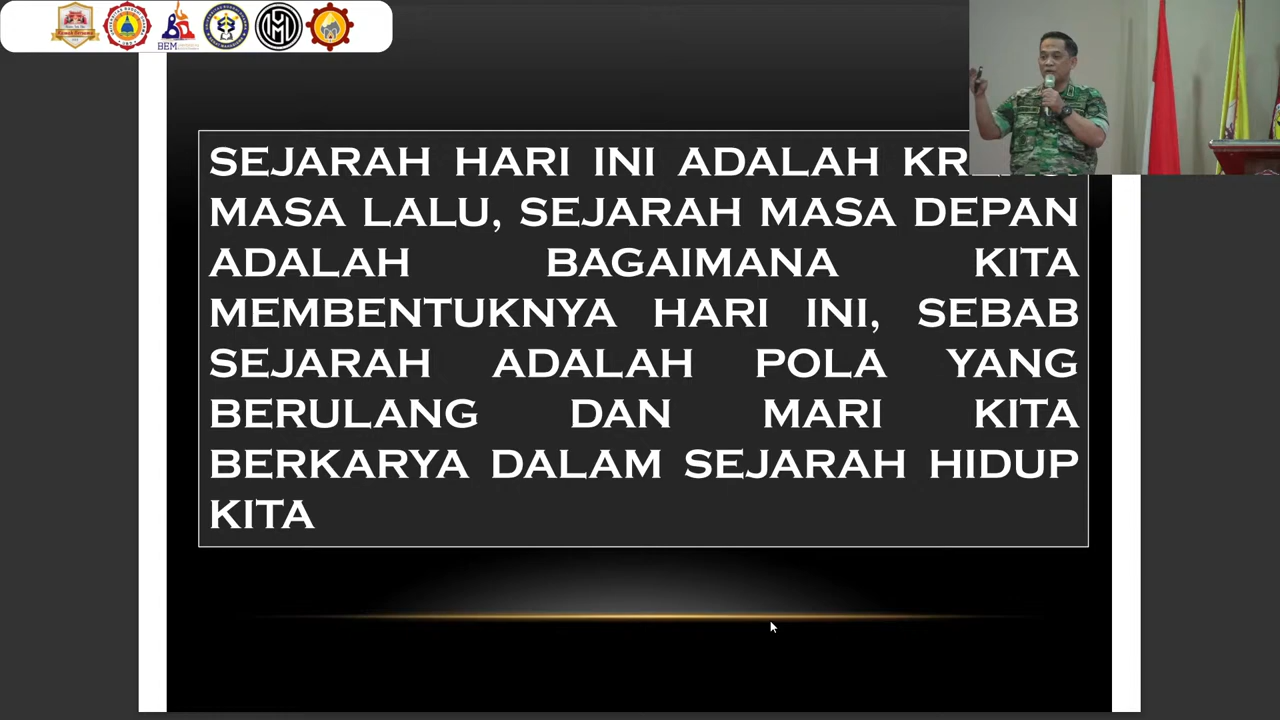 SEJARAH HARI INI ADALAH
MASA LALU, SEJARAH MASA DEPAN
ADALAH BAGAIMANA KITA
MEMBENTUKNYA HARI INI, SEBAB
SEJARAH ADALAH POLA YANG
BERULANG DAN MARI KITA
BERKARYA DALAM SEJARAH HIDUP
KITA
BEM